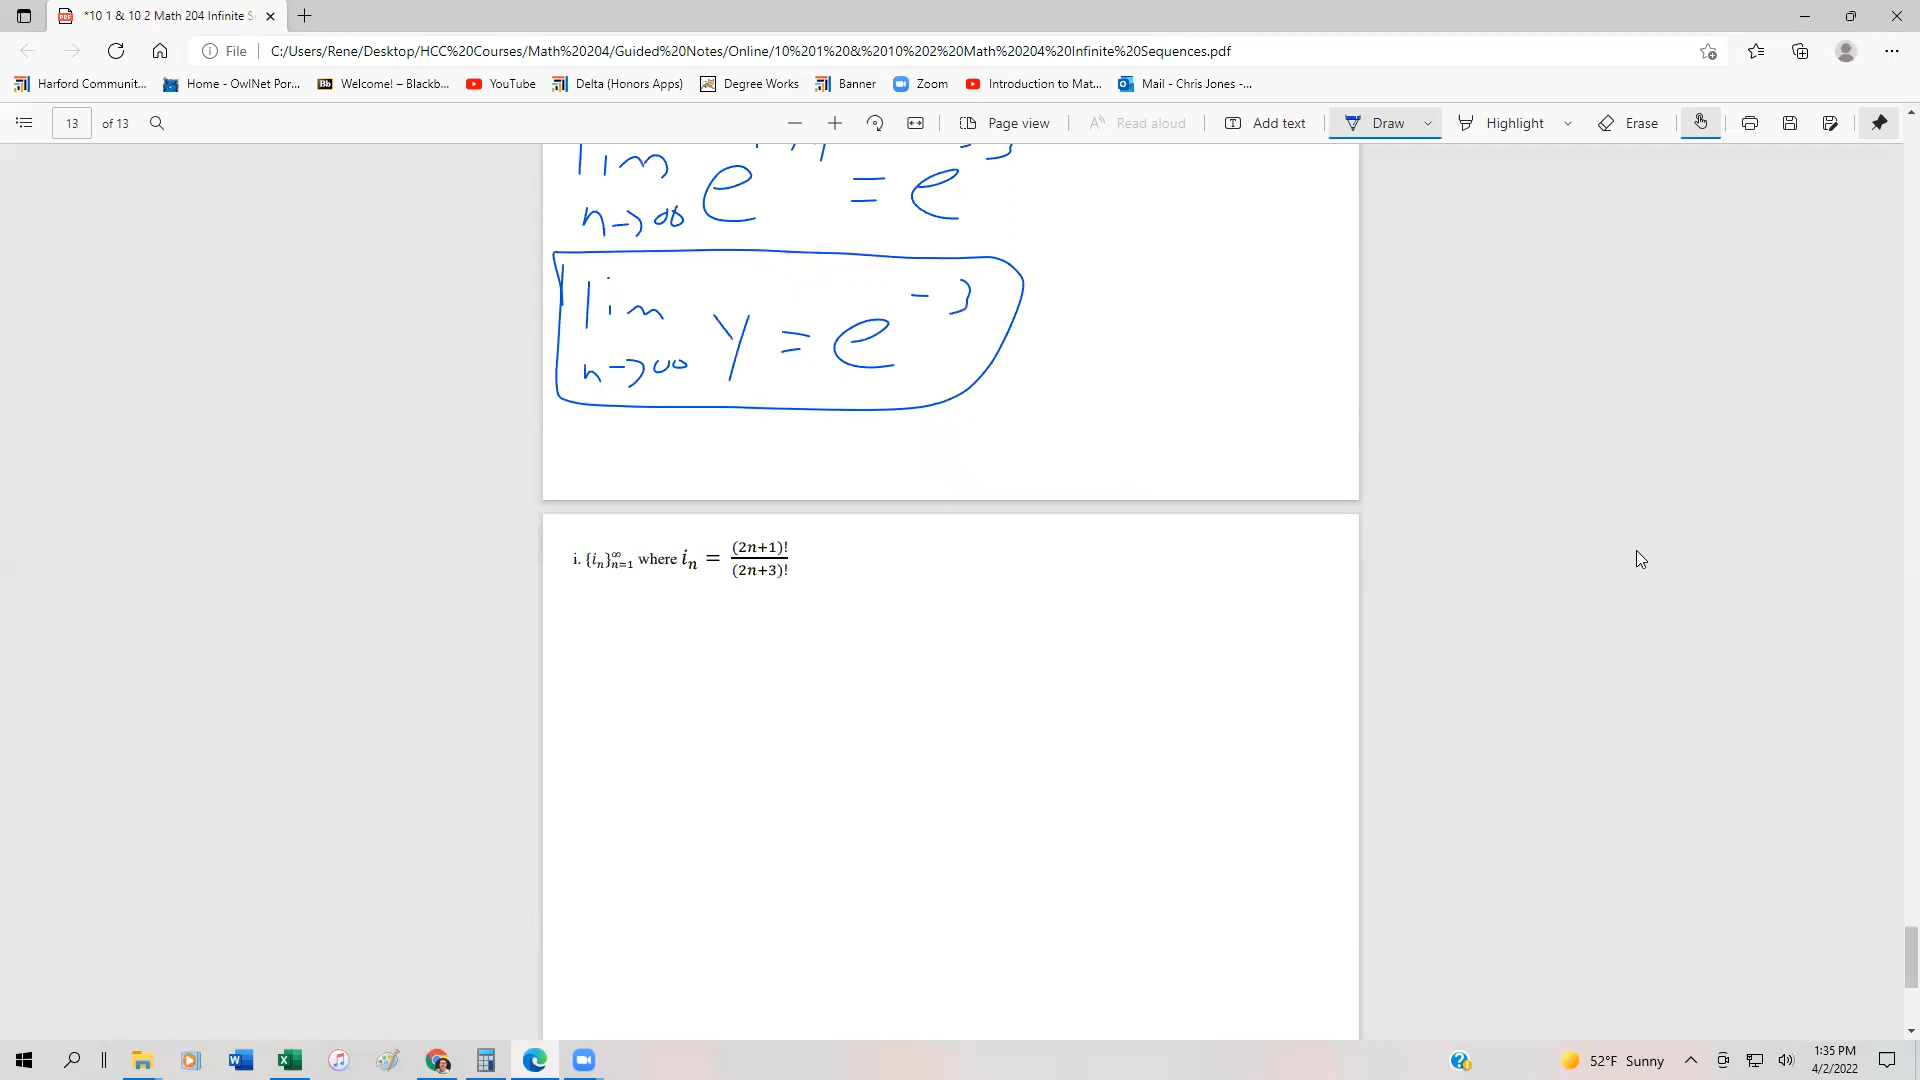 *10 1 & 10 2 Math 204 Infinite S
File C:/Users/Rene/Desktop/HCC%20Courses/Math%20204/Guided%20Notes/Online/10%201%20&%2010%202%20Math%20204%20Infinite%20Sequences.pdf
Harford Communit... Home - OwlNet Por... Bb Welcome! – Blackb... YouTube Delta (Honors Apps) Degree Works Banner Zoom Introduction to Mat... Mail - Chris Jones -...
13 of 13 Page view Read aloud Add text Draw Highlight Erase
lim n→∞ e = e^-3
lim n→∞ y = e^-3
i. {i_n}_{n=1}^∞ where i_n = (2n+1)!/(2n+3)!
52°F Sunny 1:35 PM
4/2/2022